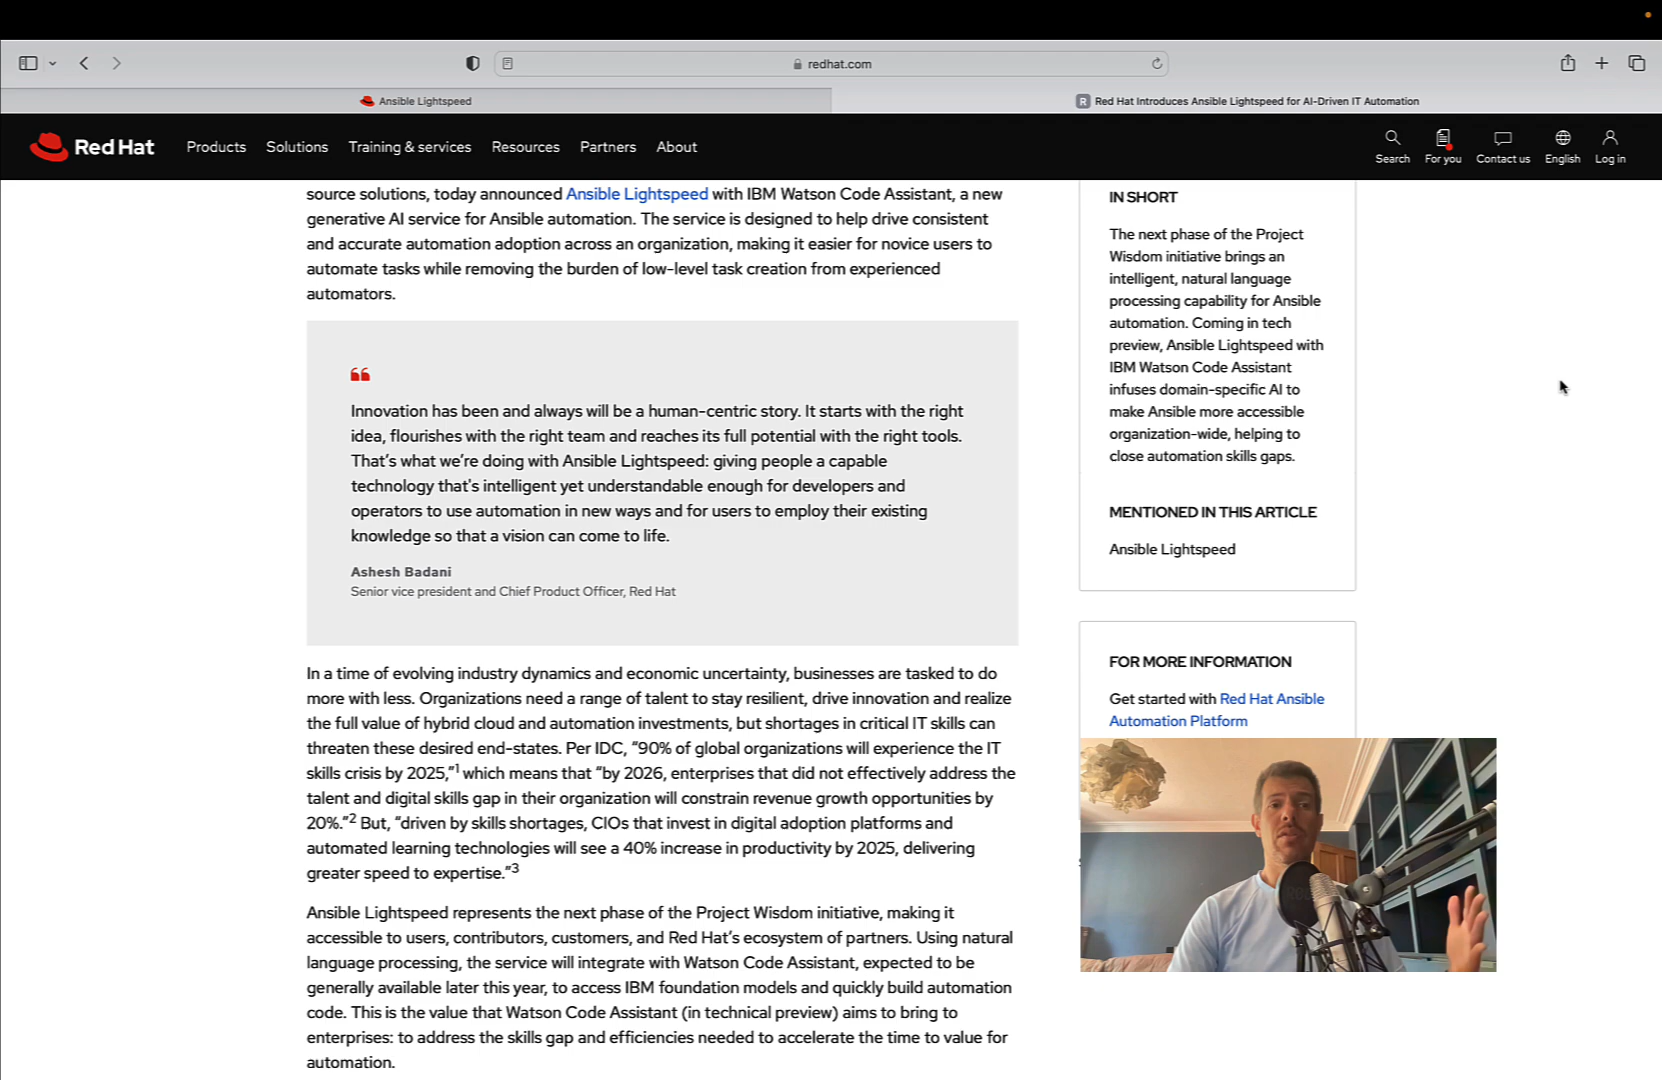 redhat.com
Ansible Lightspeed
R Red Hat Introduces Ansible Lightspeed for AI-Driven IT Automation
Red Hat
Products Solutions Training & services Resources Partners About
Search For you Contact us English Log in
source solutions, today announced Ansible Lightspeed with IBM Watson Code Assistant, a new
generative AI service for Ansible automation. The service is designed to help drive consistent
and accurate automation adoption across an organization, making it easier for novice users to
automate tasks while removing the burden of low-level task creation from experienced
automators.
“
Innovation has been and always will be a human-centric story. It starts with the right
idea, flourishes with the right team and reaches its full potential with the right tools.
That’s what we’re doing with Ansible Lightspeed: giving people a capable
technology that’s intelligent yet understandable enough for developers and
operators to use automation in new ways and for users to employ their existing
knowledge so that a vision can come to life.
Ashesh Badani
Senior vice president and Chief Product Officer, Red Hat
In a time of evolving industry dynamics and economic uncertainty, businesses are tasked to do
more with less. Organizations need a range of talent to stay resilient, drive innovation and realize
the full value of hybrid cloud and automation investments, but shortages in critical IT skills can
threaten these desired end-states. Per IDC, “90% of global organizations will experience the IT
skills crisis by 2025,”¹ which means that “by 2026, enterprises that did not effectively address the
talent and digital skills gap in their organization will constrain revenue growth opportunities by
20%.”² But, “driven by skills shortages, CIOs that invest in digital adoption platforms and
automated learning technologies will see a 40% increase in productivity by 2025, delivering
greater speed to expertise.”³
Ansible Lightspeed represents the next phase of the Project Wisdom initiative, making it
accessible to users, contributors, customers, and Red Hat’s ecosystem of partners. Using natural
language processing, the service will integrate with Watson Code Assistant, expected to be
generally available later this year, to access IBM foundation models and quickly build automation
code. This is the value that Watson Code Assistant (in technical preview) aims to bring to
enterprises: to address the skills gap and efficiencies needed to accelerate the time to value for
automation.
IN SHORT
The next phase of the Project
Wisdom initiative brings an
intelligent, natural language
processing capability for Ansible
automation. Coming in tech
preview, Ansible Lightspeed with
IBM Watson Code Assistant
infuses domain-specific AI to
make Ansible more accessible
organization-wide, helping to
close automation skills gaps.
MENTIONED IN THIS ARTICLE
Ansible Lightspeed
FOR MORE INFORMATION
Get started with Red Hat Ansible
Automation Platform